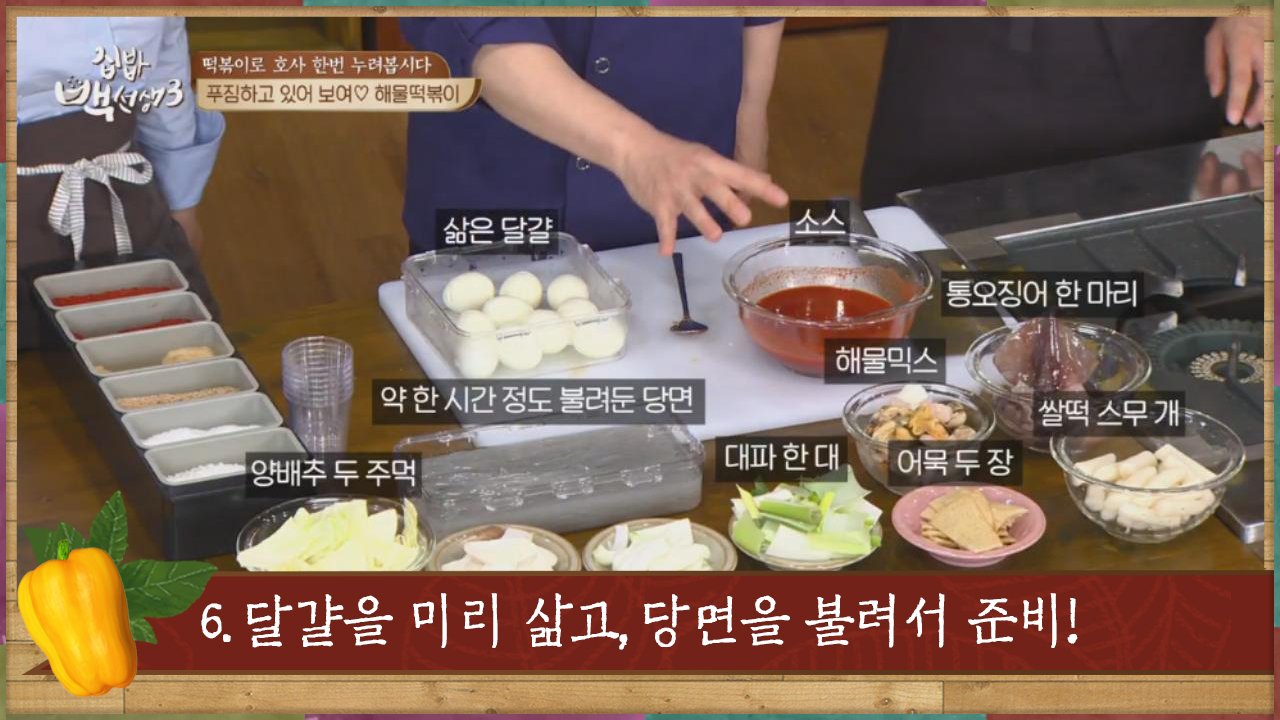 집밥
백선생3
떡볶이로 호사 한번 누려봅시다
푸짐하고 있어 보여♡ 해물떡볶이
삶은 달걀
소스
통오징어 한 마리
해물믹스
약 한 시간 정도 불려둔 당면
쌀떡 스무 개
대파 한 대
어묵 두 장
양배추 두 주먹
6. 달걀을 미리 삶고, 당면을 불려서 준비!